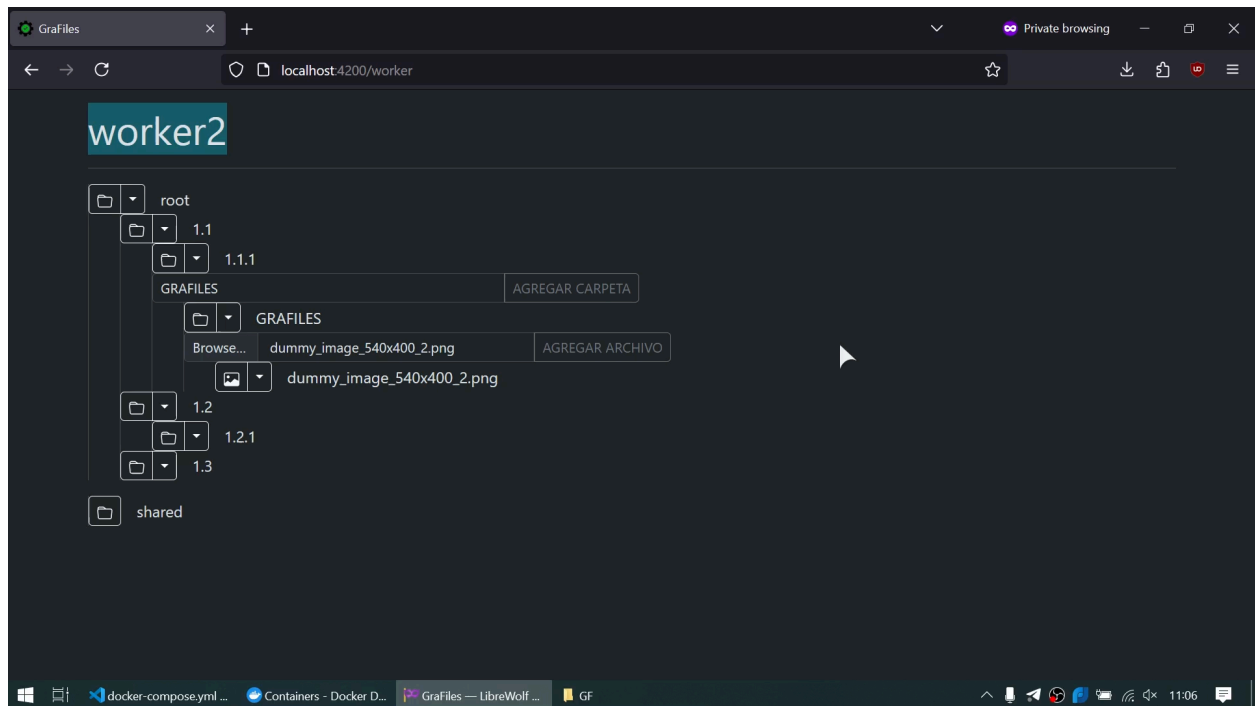 GraFiles
Private browsing
localhost:4200/worker
worker2
root
1.1
1.1.1
GRAFILES AGREGAR CARPETA
GRAFILES
Browse... dummy_image_540x400_2.png AGREGAR ARCHIVO
dummy_image_540x400_2.png
1.2
1.2.1
1.3
shared
docker-compose.yml ... Containers - Docker D... GraFiles — LibreWolf ... GF 11:06